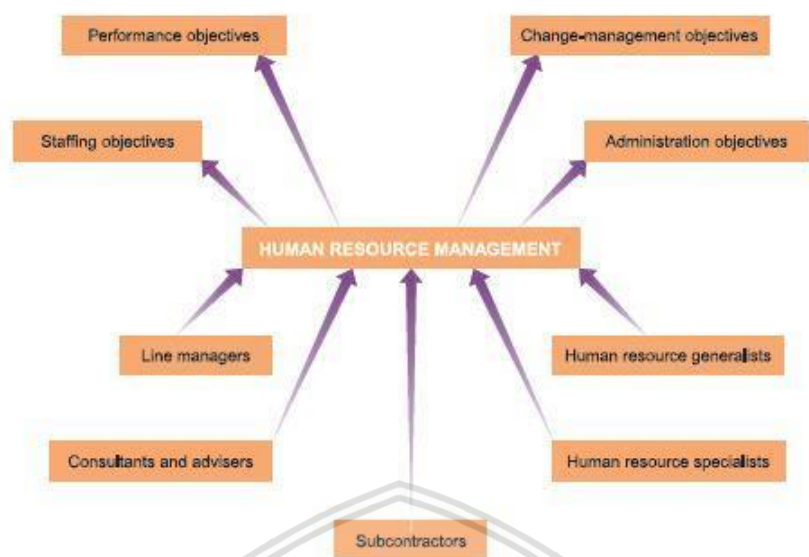 Performance objectives
Change-management objectives
Staffing objectives
Administration objectives
HUMAN RESOURCE MANAGEMENT
Line managers
Human resource generalists
Consultants and advisers
Human resource specialists
Subcontractors